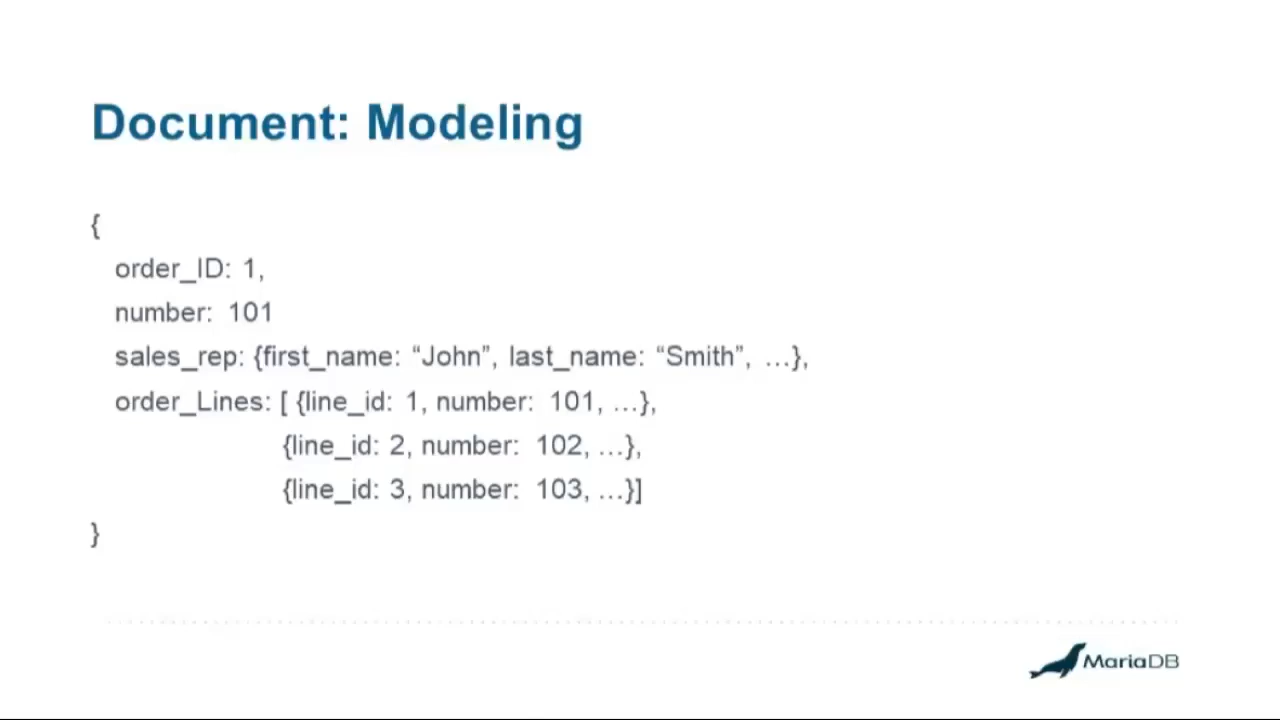 Document: Modeling
{
order_ID: 1,
number: 101
sales_rep: {first_name: “John”, last_name: “Smith”, …},
order_Lines: [ {line_id: 1, number: 101, …},
{line_id: 2, number: 102, …},
{line_id: 3, number: 103, …}]
}
MariaDB